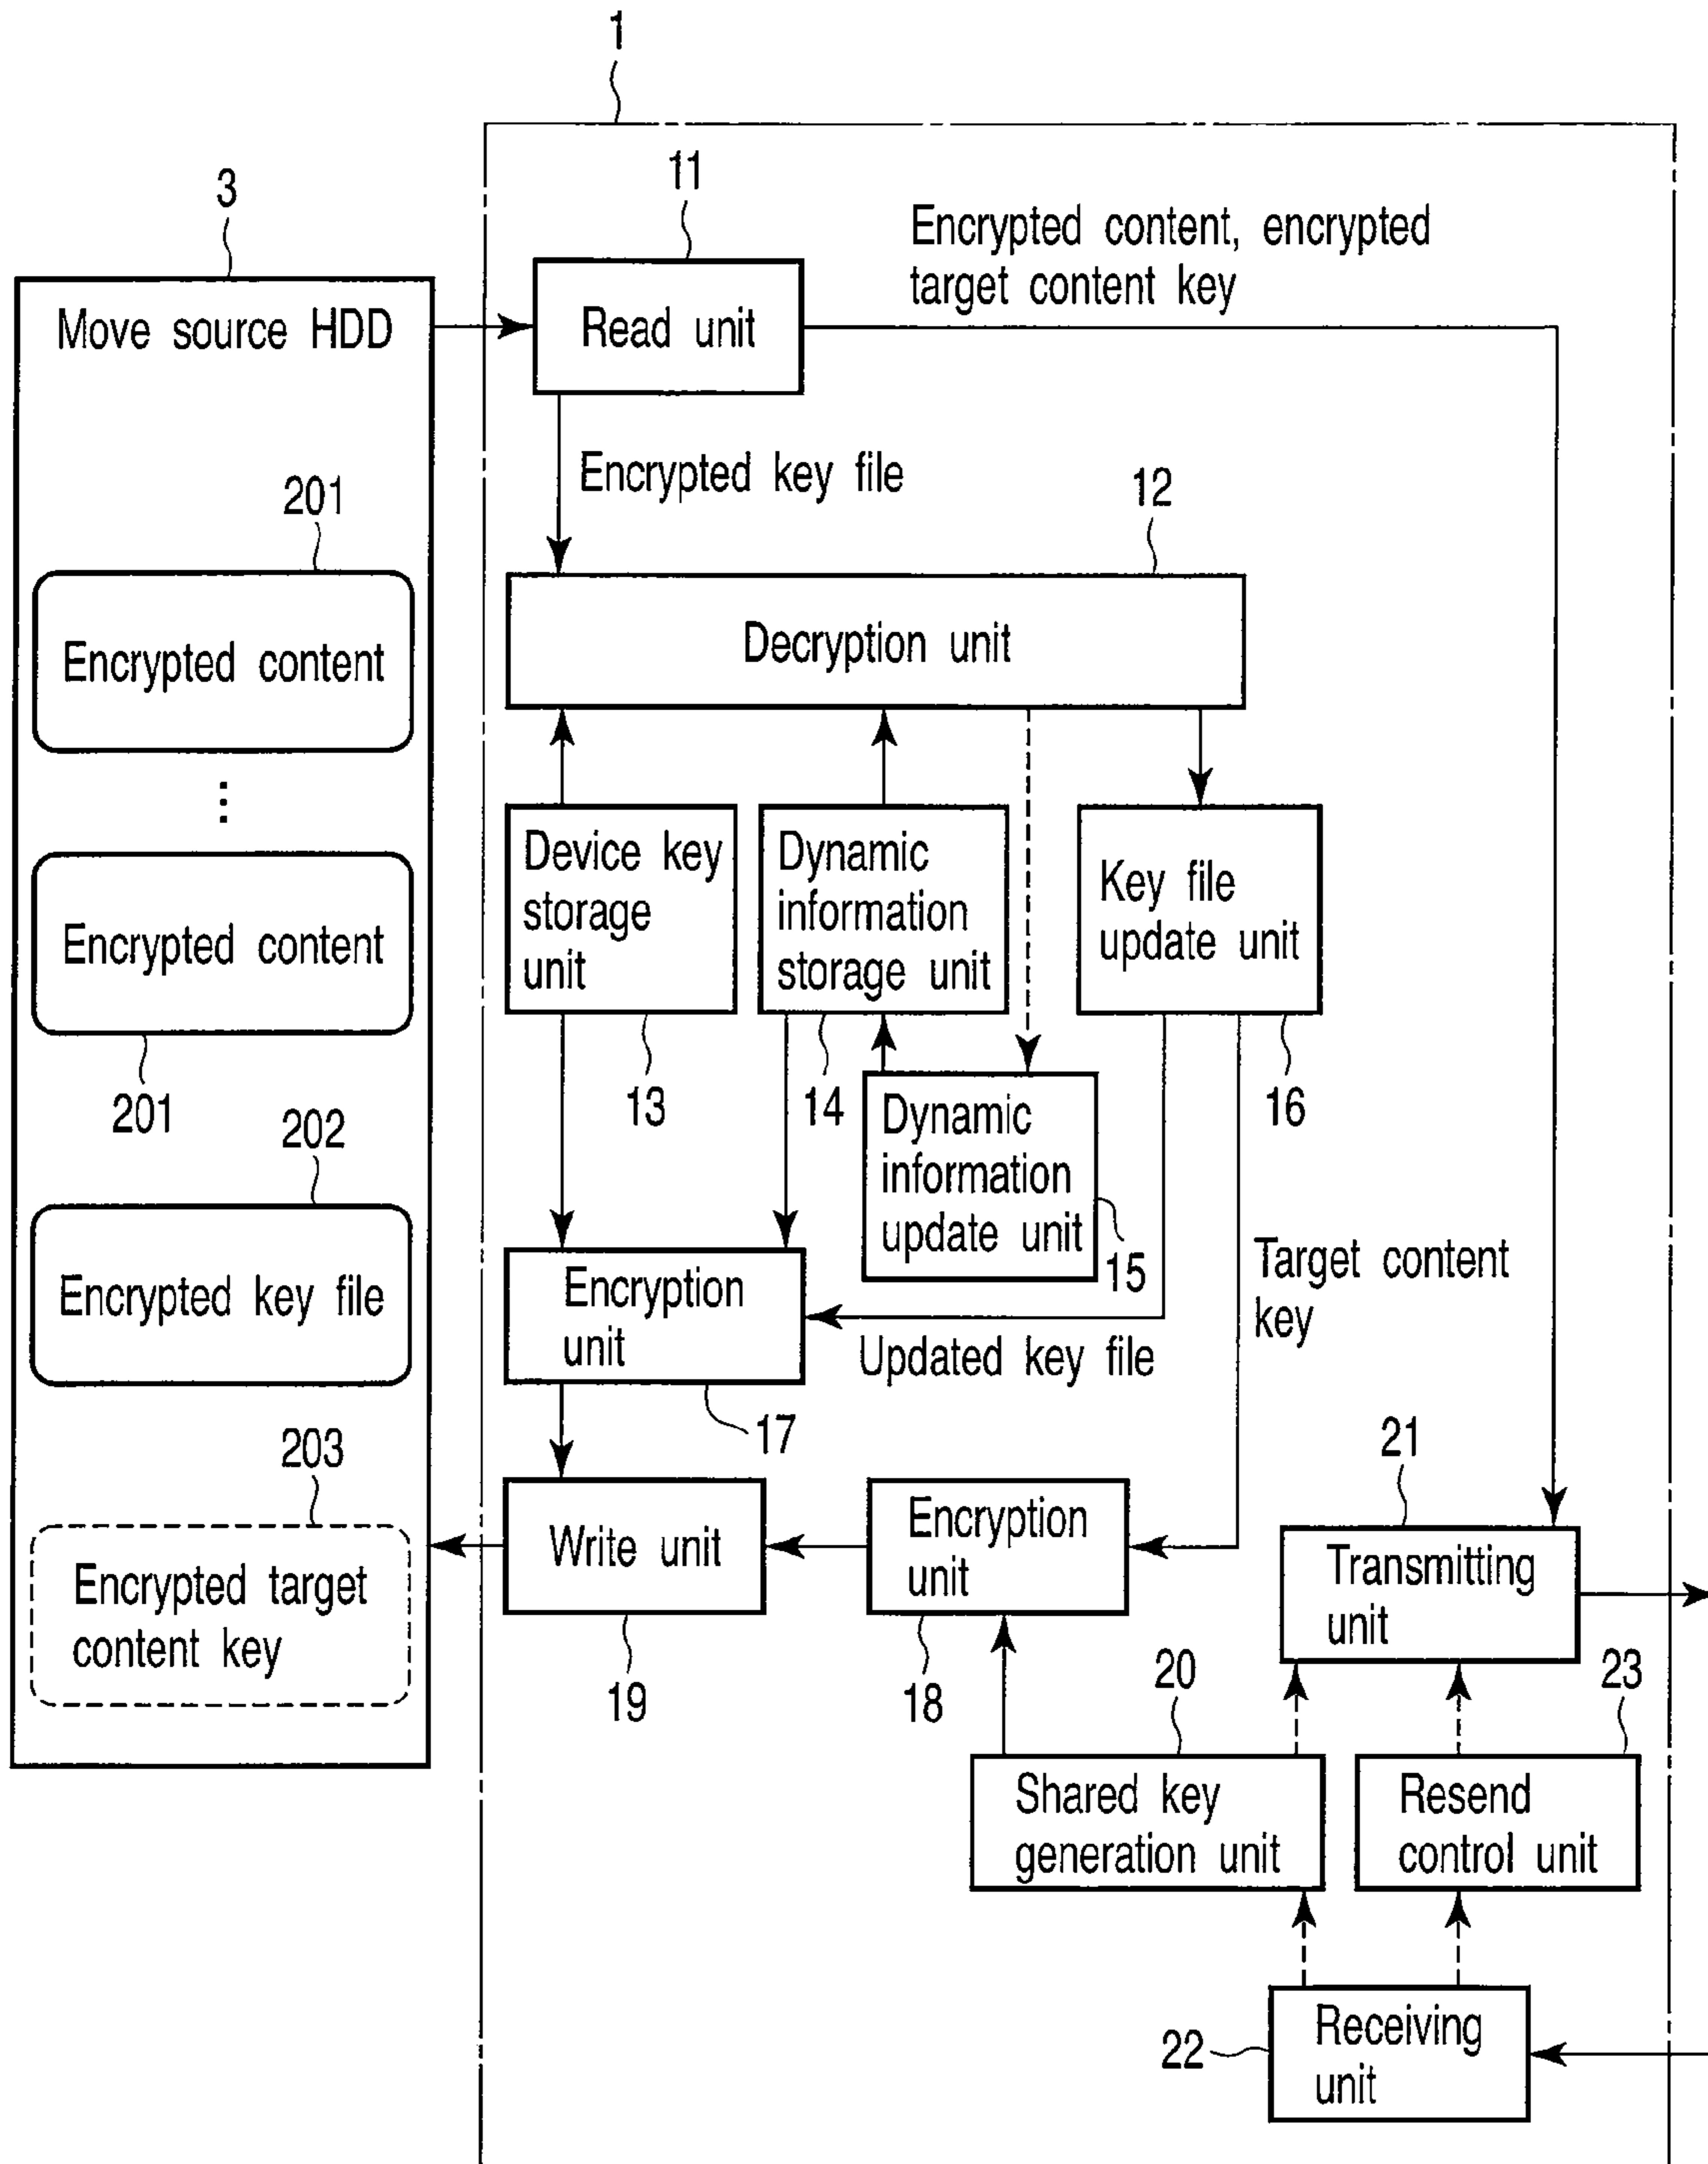 1
3
11
Encrypted content, encrypted
target content key
Move source HDD
Read unit
Encrypted key file
201
12
Encrypted content
Decryption unit
⋮
Device key
storage
unit
Dynamic
information
storage unit
Key file
update unit
Encrypted content
201
13
14
16
Dynamic
information
update unit
15
202
Encrypted key file
Encryption
unit
Updated key file
Target content
key
17
203
21
Encrypted target
content key
Write unit
Encryption
unit
Transmitting
unit
19
18
20
23
Shared key
generation unit
Resend
control unit
22
Receiving
unit